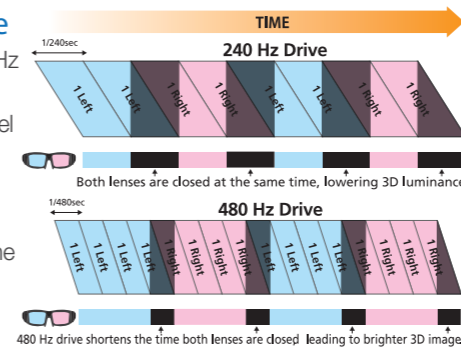 e
TIME
1/240sec
240 Hz Drive
Hz
1 Left 1 Left 1 Right 1 Right 1 Left 1 Left 1 Right 1 Right
el
Both lenses are closed at the same time, lowering 3D luminance
1/480sec
480 Hz Drive
ne
1 Left 1 Left 1 Left 1 Left 1 Right 1 Right 1 Right 1 Right 1 Left 1 Left 1 Left 1 Left 1 Right 1 Right 1 Right 1 Right
480 Hz drive shortens the time both lenses are closed leading to brighter 3D image